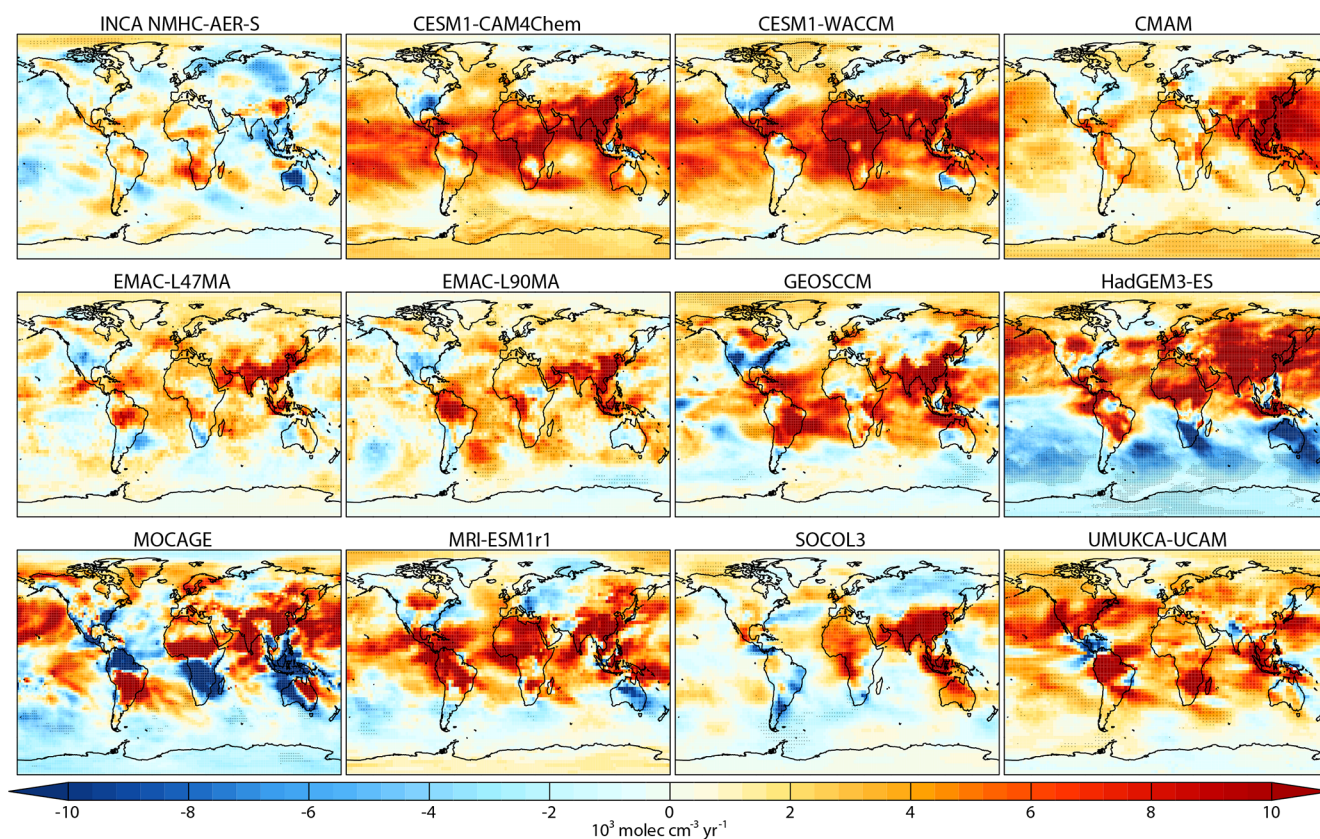 INCA NMHC-AER-S CESM1-CAM4Chem CESM1-WACCM CMAM
EMAC-L47MA EMAC-L90MA GEOSCCM HadGEM3-ES
MOCAGE MRI-ESM1r1 SOCOL3 UMUKCA-UCAM
-10 -8 -6 -4 -2 0 2 4 6 8 10
10³ molec cm⁻³ yr⁻¹